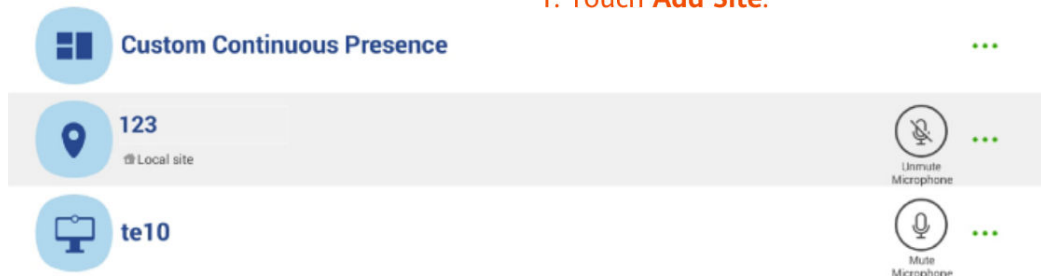 1. Touch Add Site.
Custom Continuous Presence
123
Local site
Unmute
Microphone
te10
Mute
Microphone